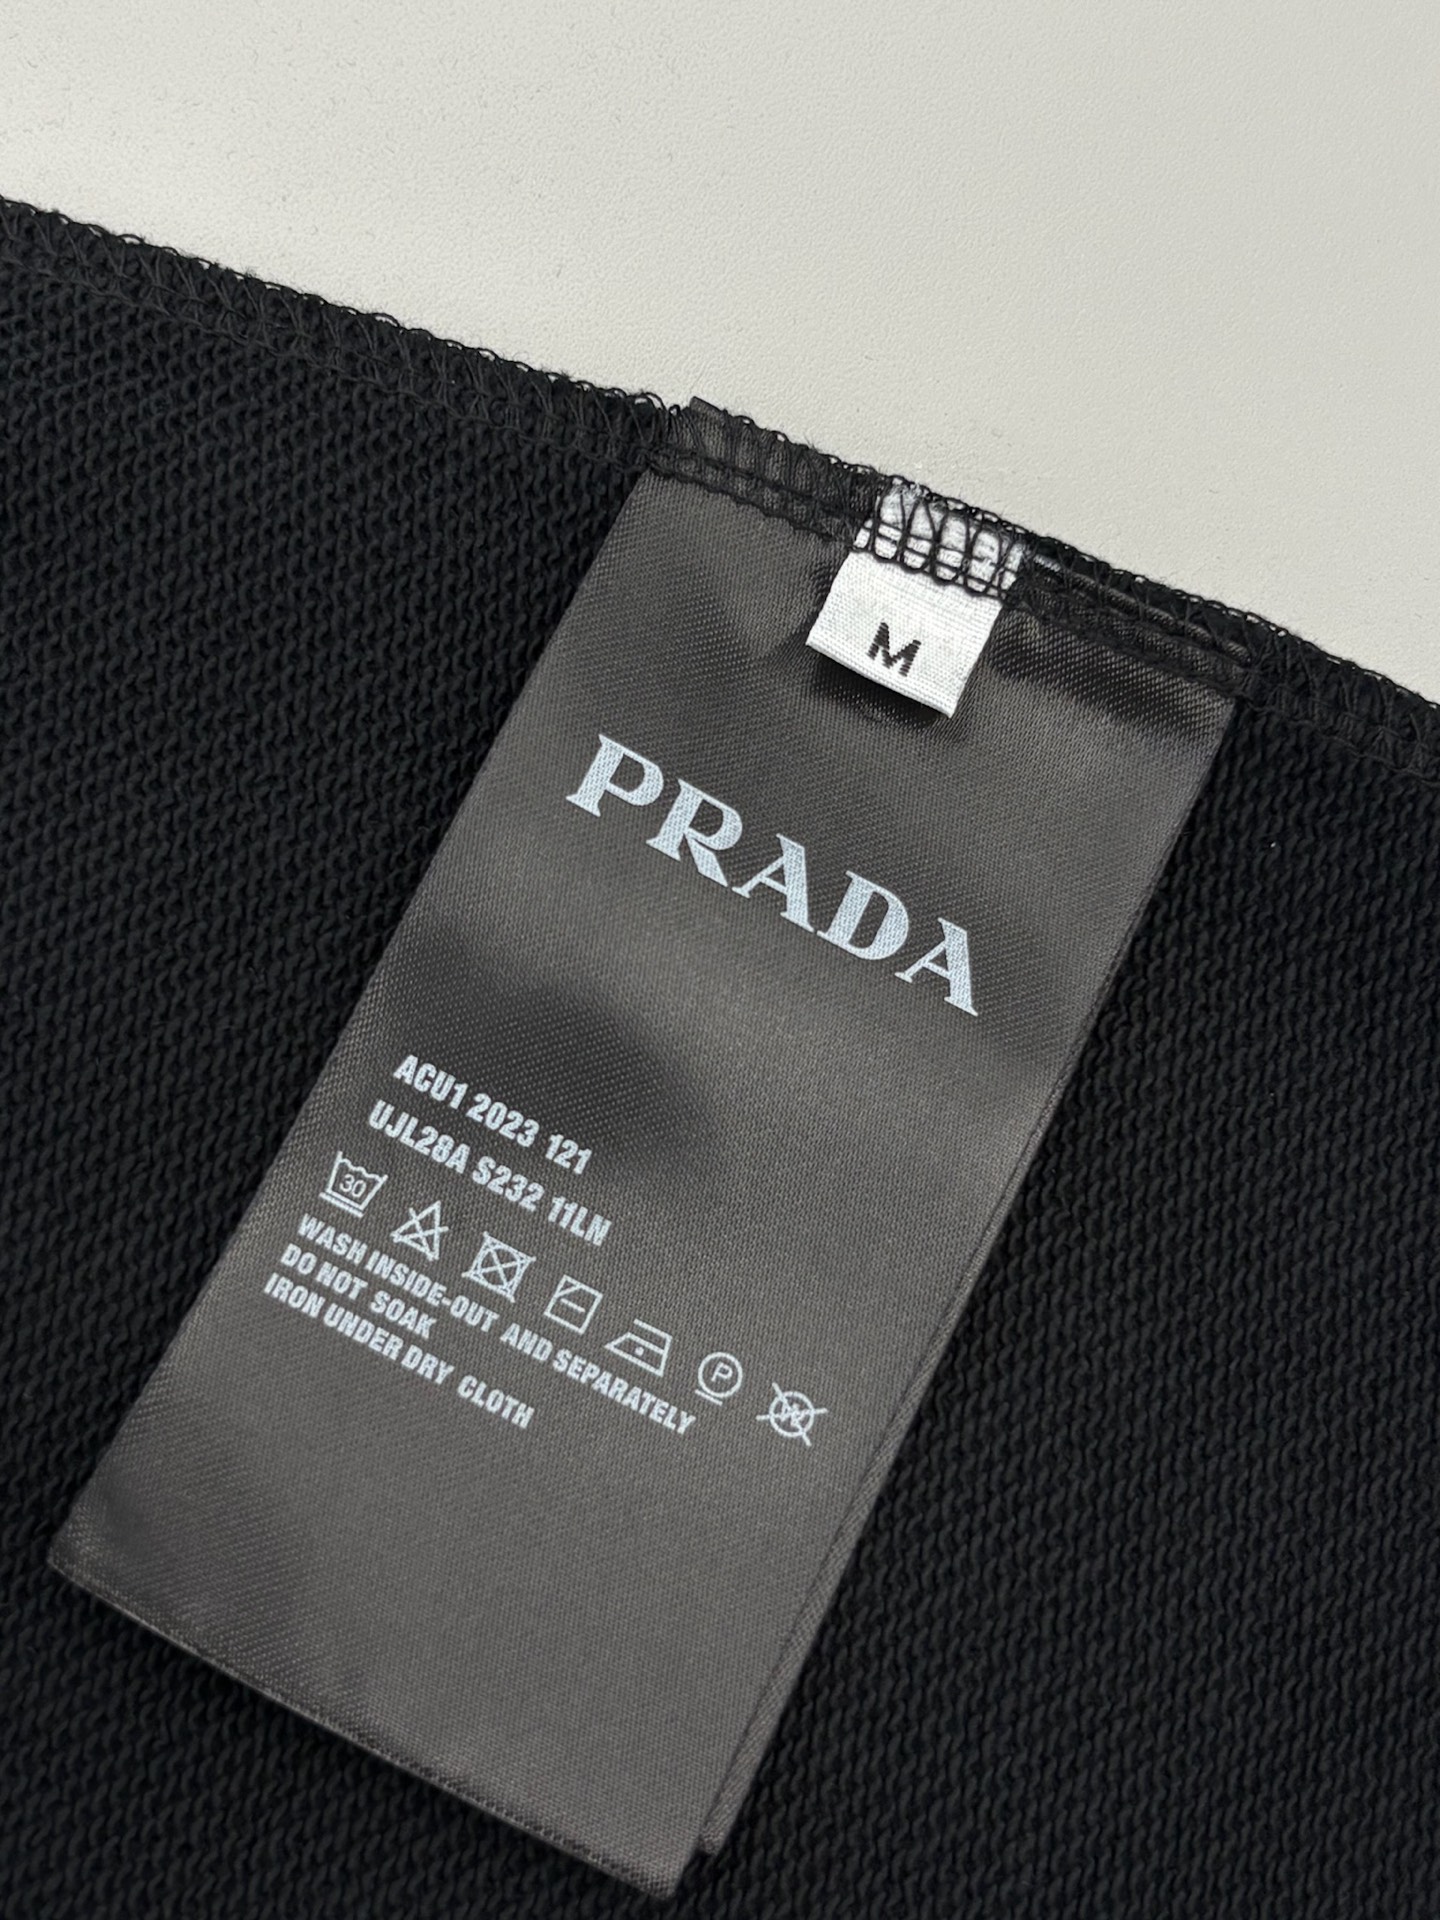 M
PRADA
ACU1 2023 121
UJL28A S232 11LN
30
P
W
WASH INSIDE-OUT AND SEPARATELY
DO NOT SOAK
IRON UNDER DRY CLOTH